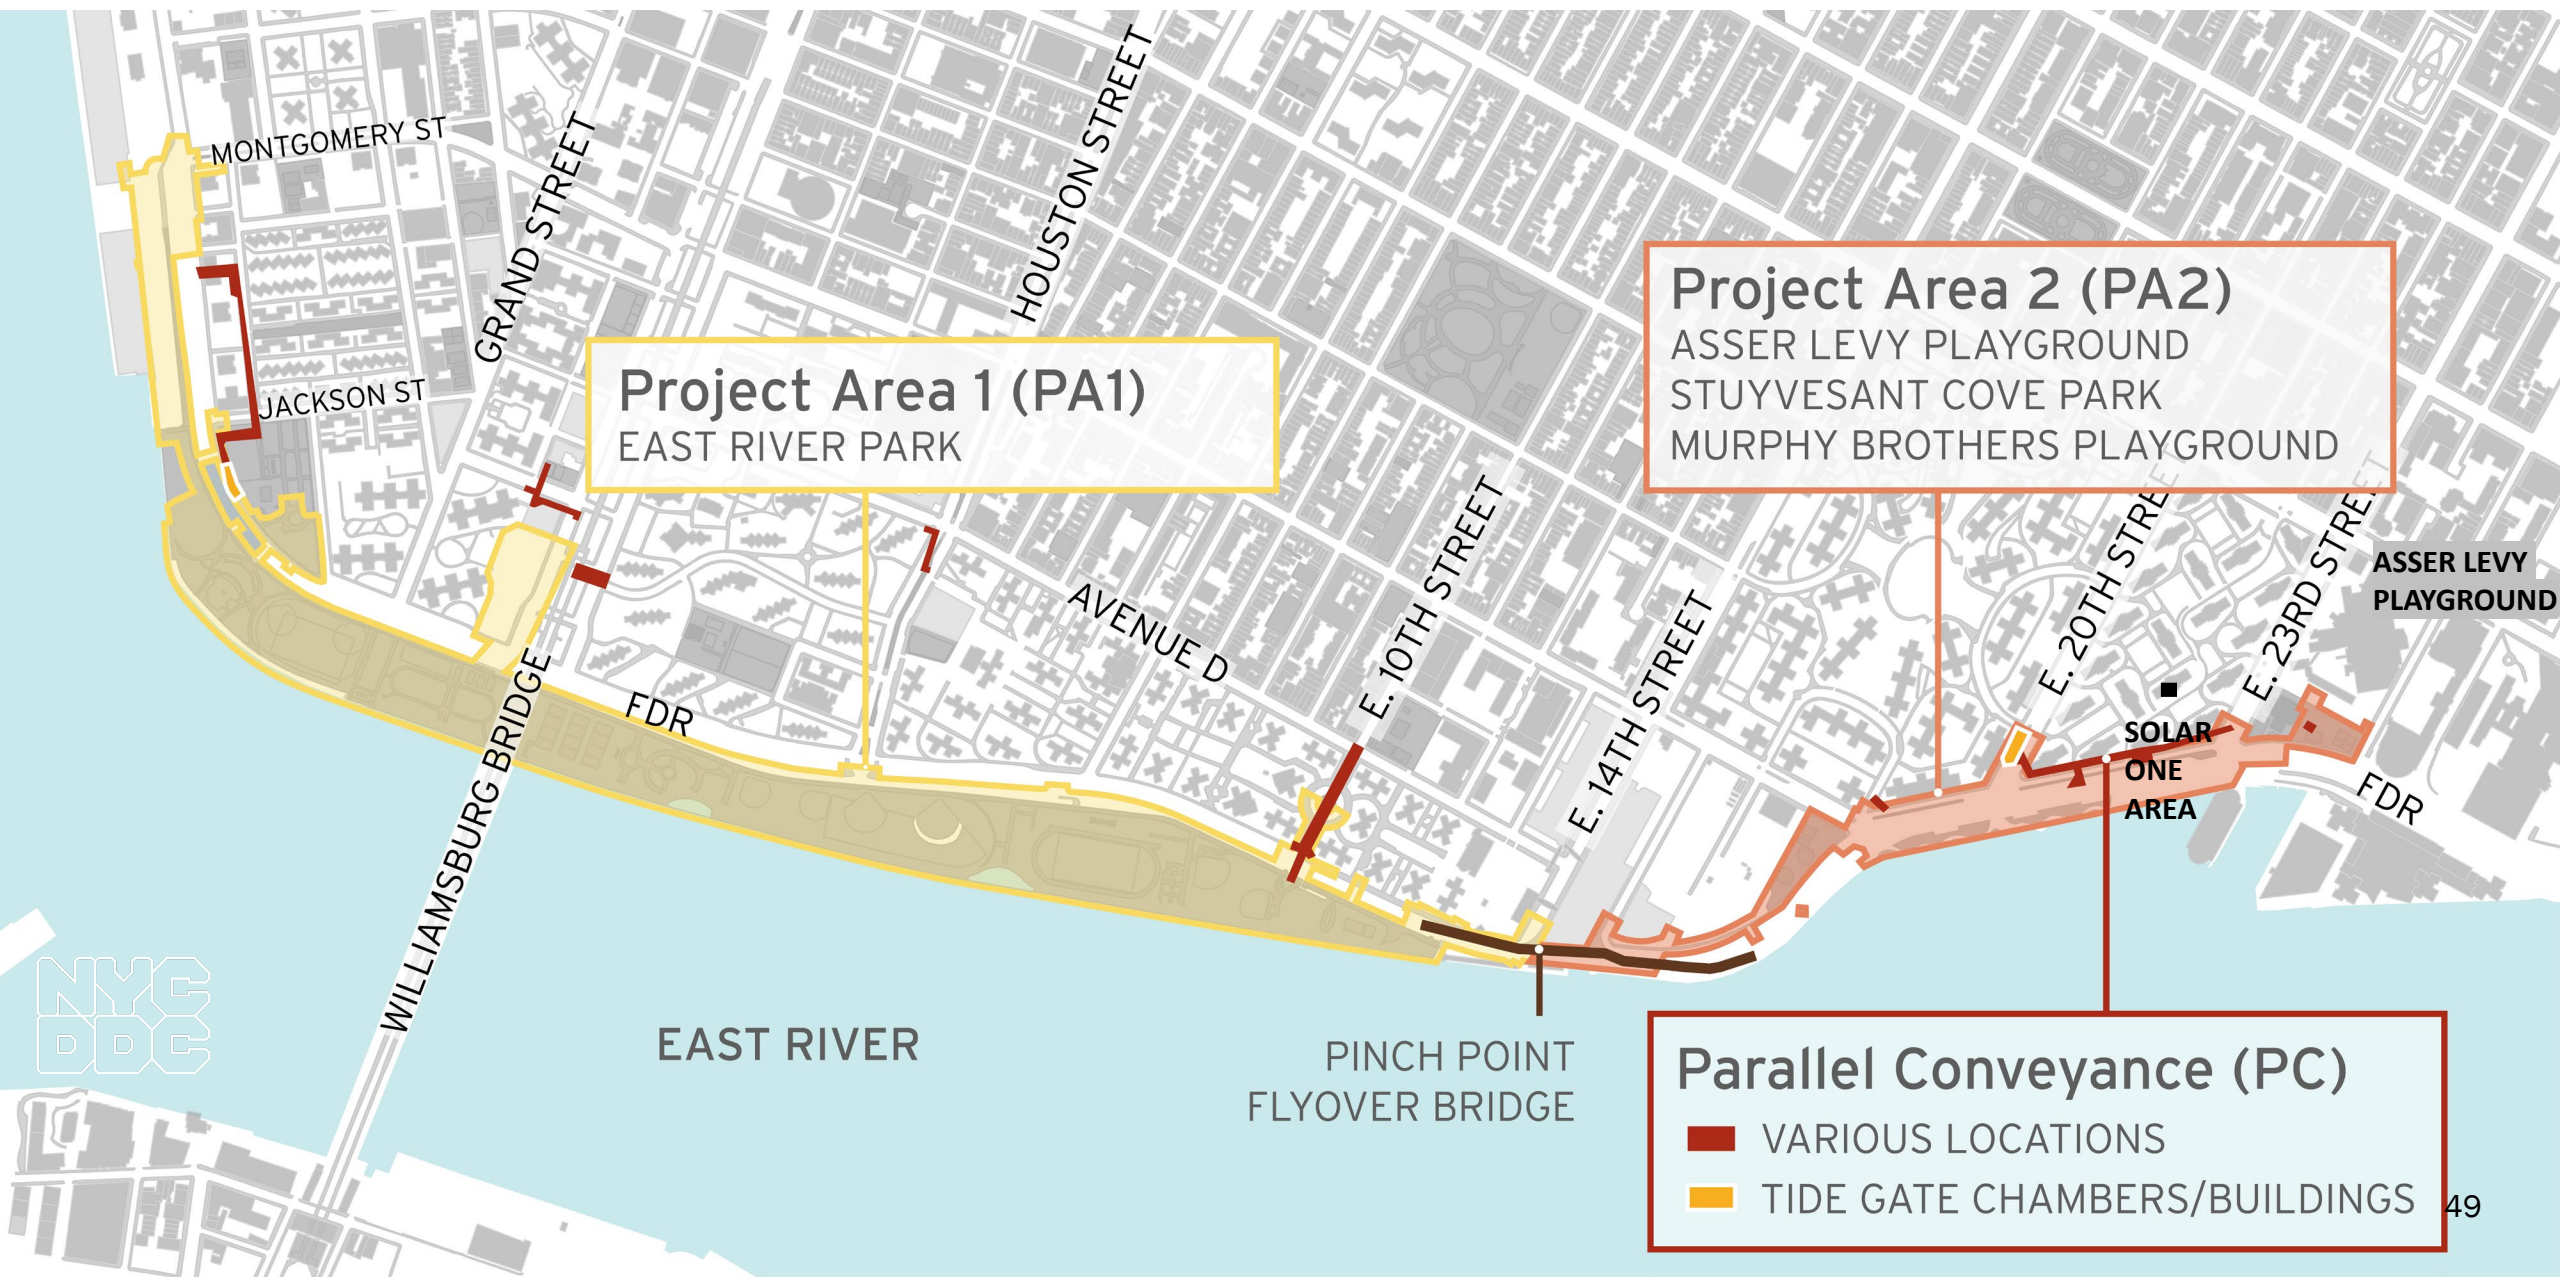 MONTGOMERY ST
GRAND STREET
HOUSTON STREET
JACKSON ST
Project Area 1 (PA1)
EAST RIVER PARK
Project Area 2 (PA2)
ASSER LEVY PLAYGROUND
STUYVESANT COVE PARK
MURPHY BROTHERS PLAYGROUND
AVENUE D
E. 10TH STREET
E. 14TH STREET
E. 20TH STREET
E. 23RD STREET
ASSER LEVY
PLAYGROUND
SOLAR
ONE
AREA
FDR
FDR
WILLIAMSBURG BRIDGE
NYC
DDC
EAST RIVER
PINCH POINT
FLYOVER BRIDGE
Parallel Conveyance (PC)
VARIOUS LOCATIONS
TIDE GATE CHAMBERS/BUILDINGS
49